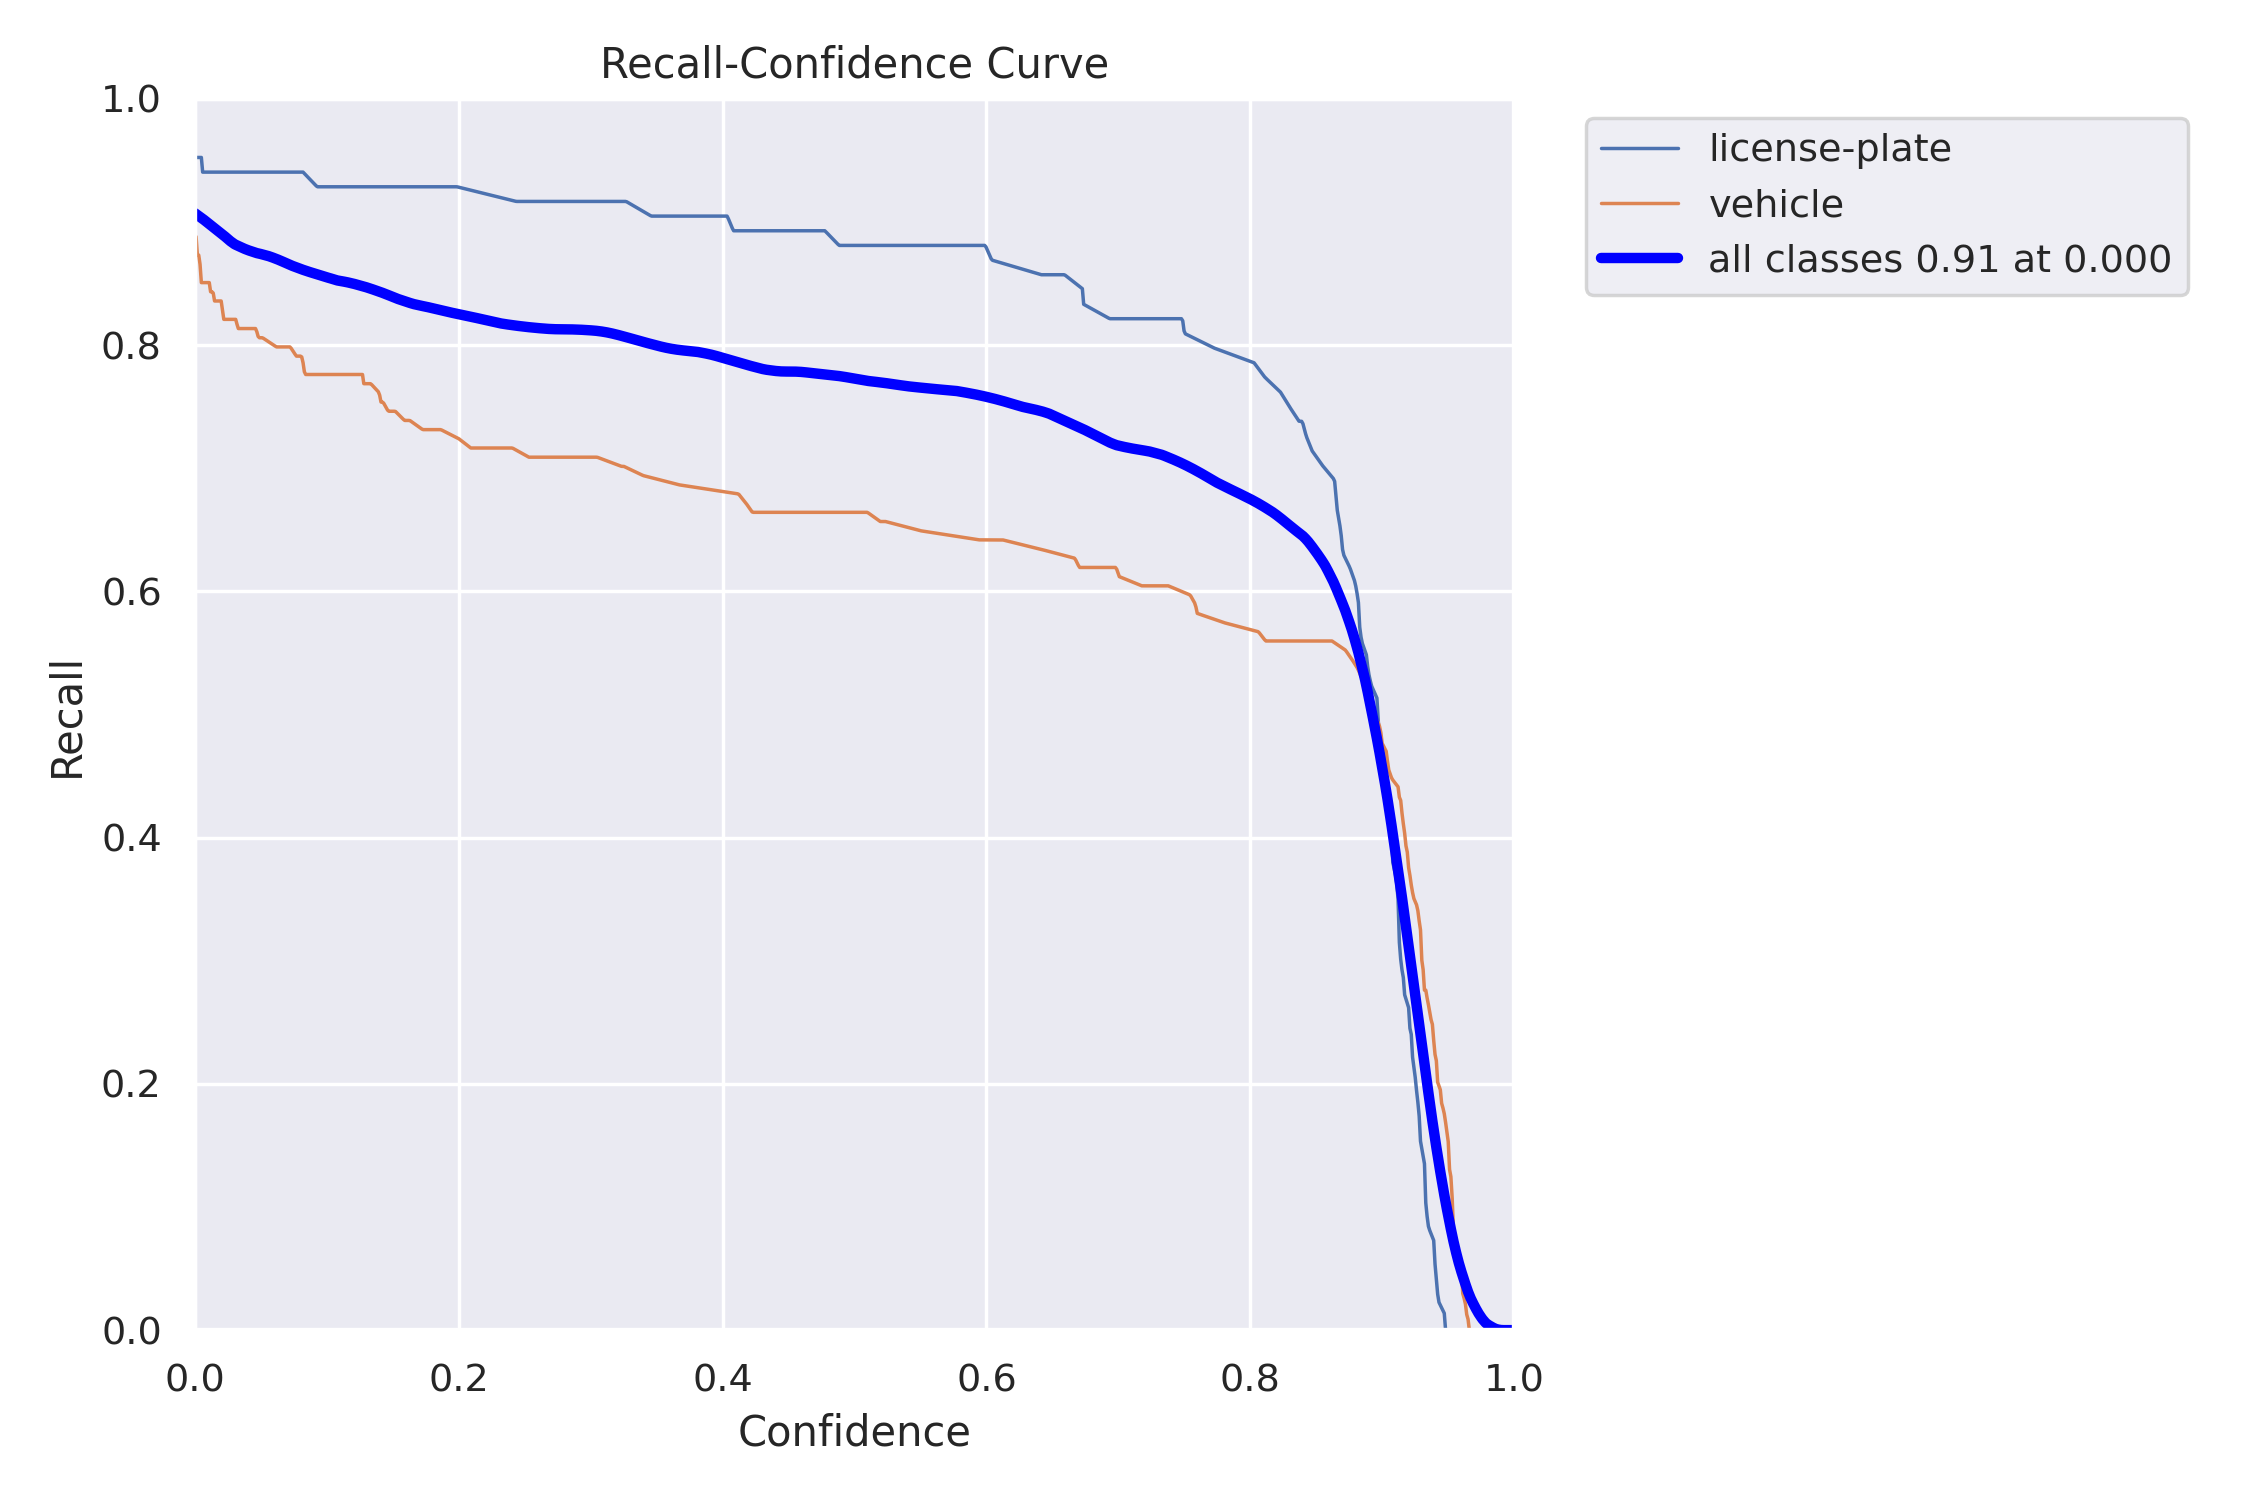 Recall-Confidence Curve
1.0
0.8
0.6
0.4
0.2
0.0
Recall
0.0 0.2 0.4 0.6 0.8 1.0
Confidence
license-plate
vehicle
all classes 0.91 at 0.000